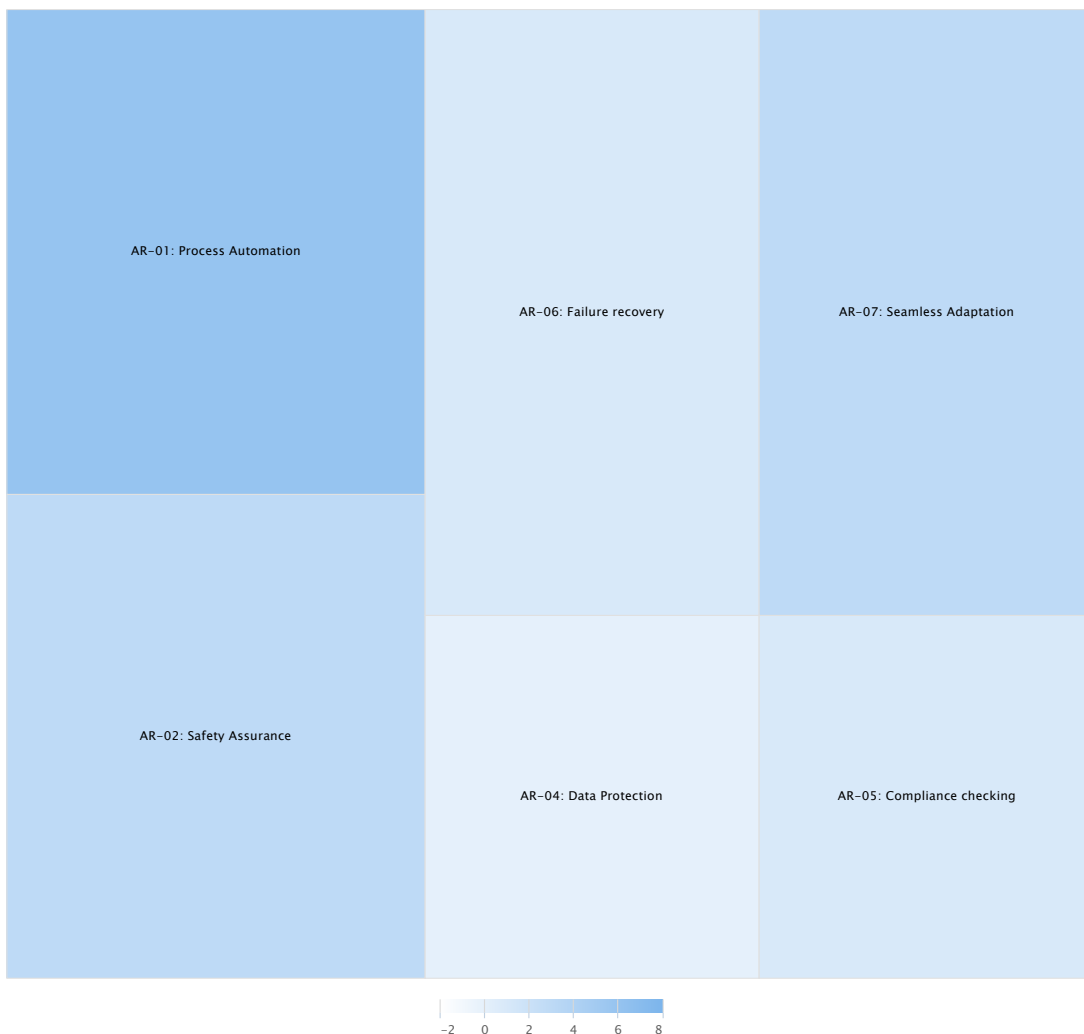 AR-01: Process Automation
AR-06: Failure recovery
AR-07: Seamless Adaptation
AR-02: Safety Assurance
AR-04: Data Protection
AR-05: Compliance checking
-2 0 2 4 6 8